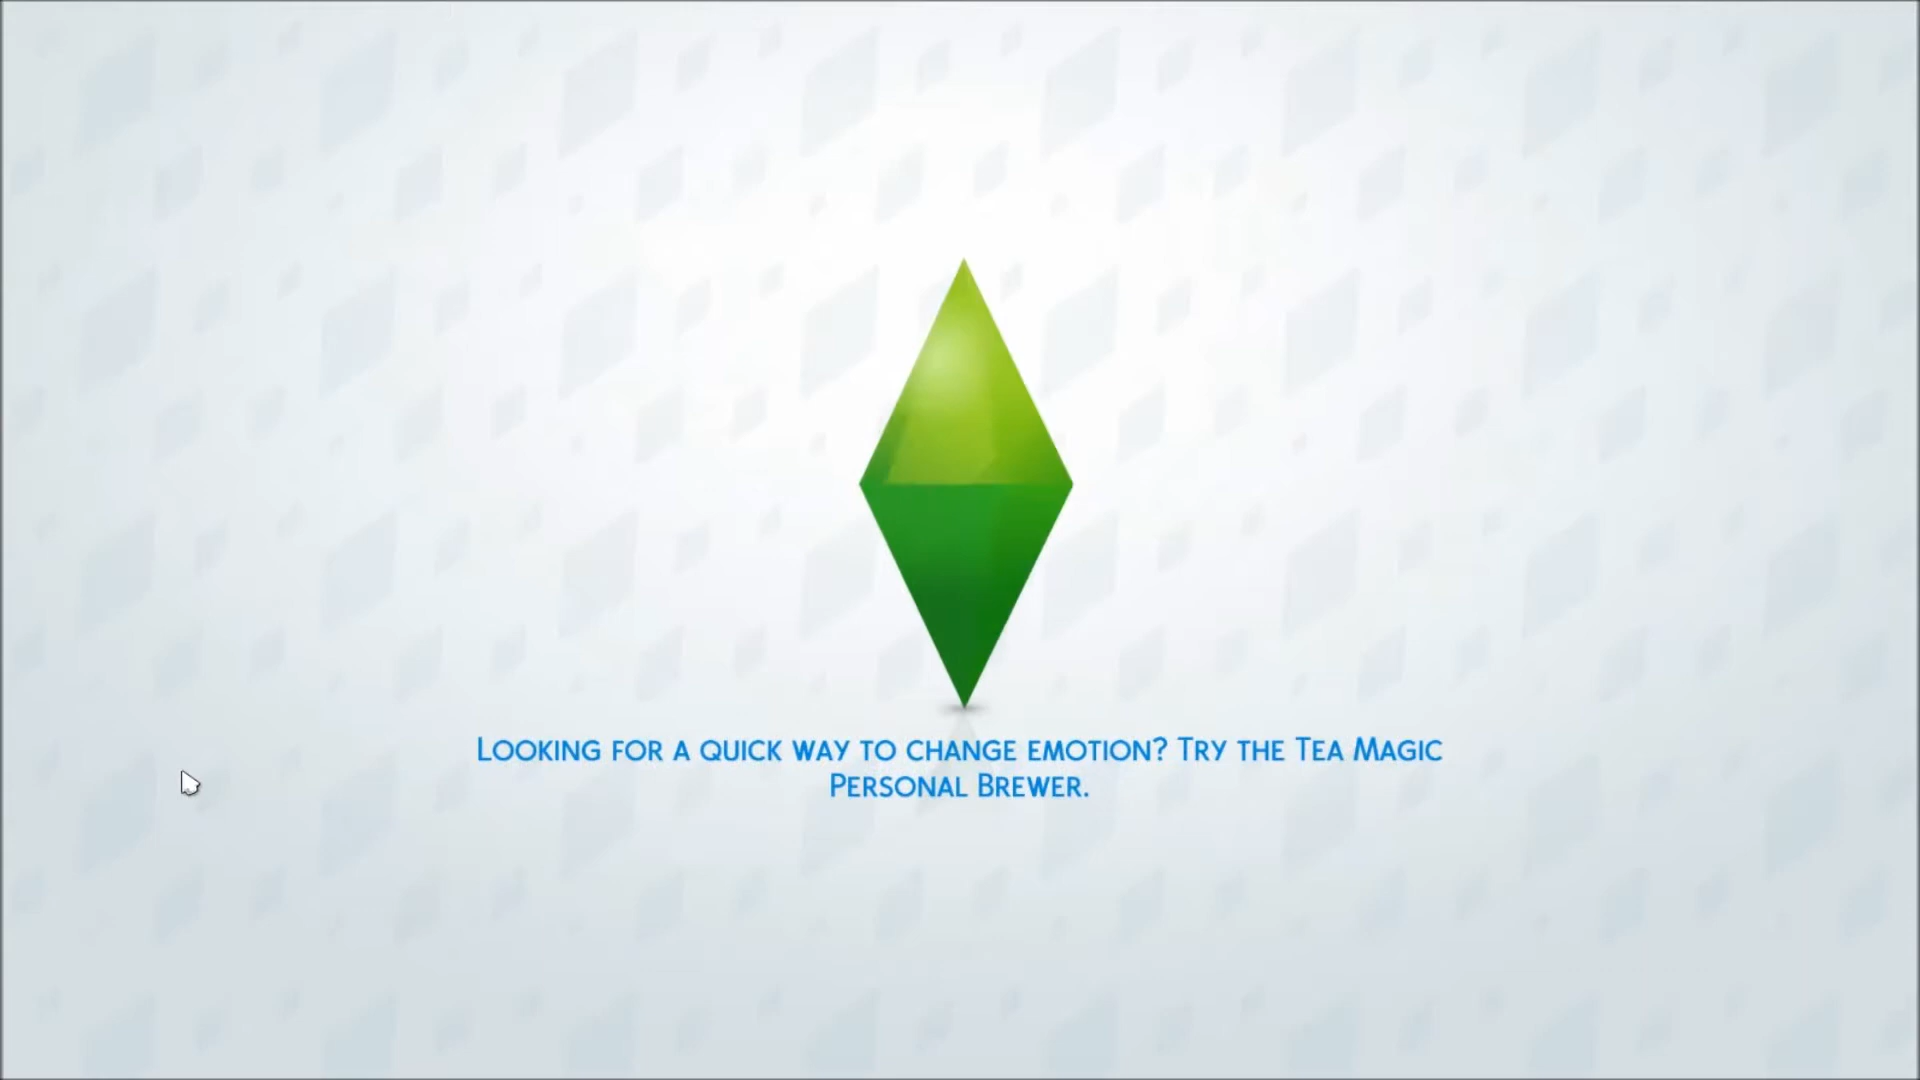 Looking for a quick way to change emotion? Try the Tea Magic
Personal Brewer.